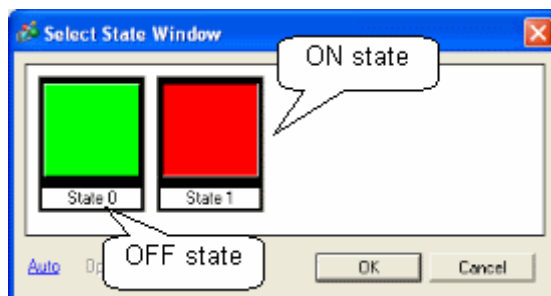 Select State Window
ON state
State 0
State 1
OFF state
Auto
OK
Cancel